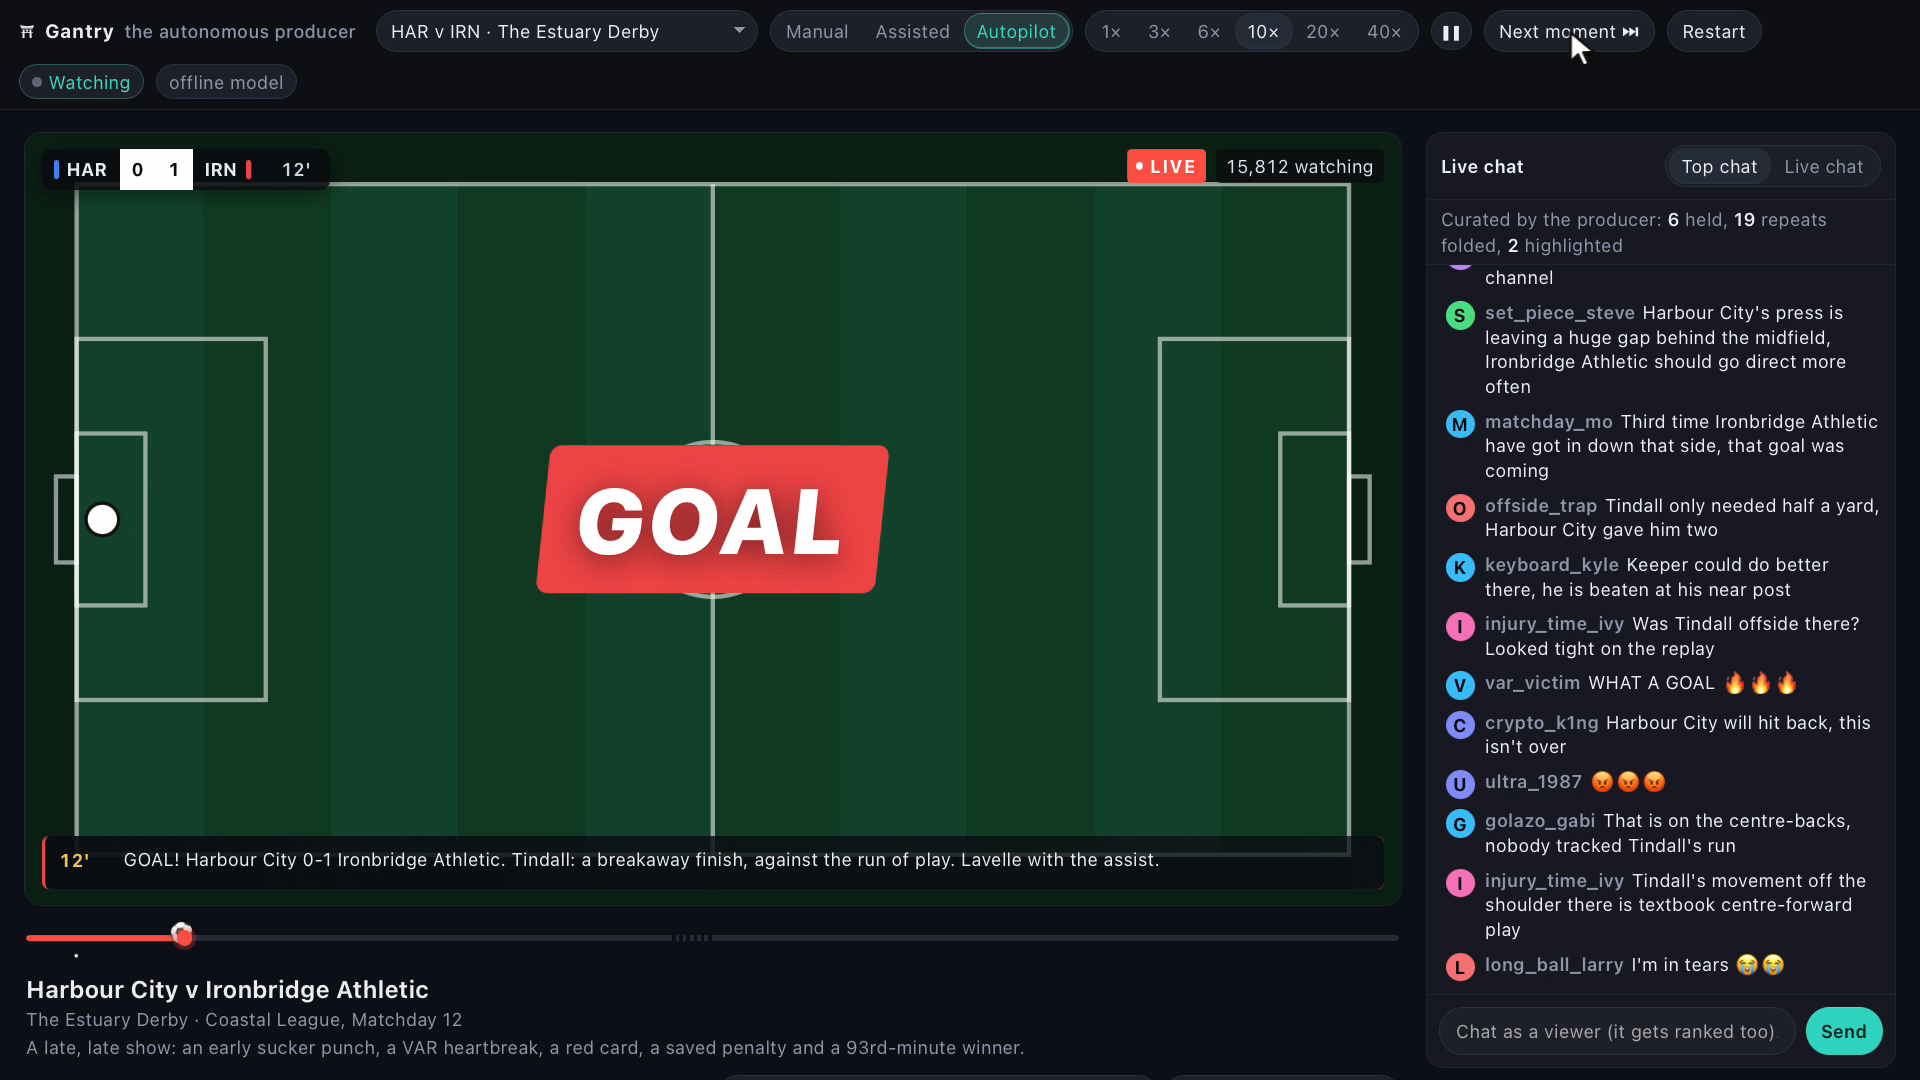 Gantry the autonomous producer
HAR v IRN · The Estuary Derby
Manual Assisted Autopilot
1× 3× 6× 10× 20× 40×
Next moment
Restart
Watching
offline model
HAR 0 1 IRN 12'
LIVE 15,812 watching
GOAL
12' GOAL! Harbour City 0-1 Ironbridge Athletic. Tindall: a breakaway finish, against the run of play. Lavelle with the assist.
Harbour City v Ironbridge Athletic
The Estuary Derby · Coastal League, Matchday 12
A late, late show: an early sucker punch, a VAR heartbreak, a red card, a saved penalty and a 93rd-minute winner.
Live chat
Top chat Live chat
Curated by the producer: 6 held, 19 repeats
folded, 2 highlighted
channel
S set_piece_steve Harbour City's press is
leaving a huge gap behind the midfield,
Ironbridge Athletic should go direct more
often
M matchday_mo Third time Ironbridge Athletic
have got in down that side, that goal was
coming
O offside_trap Tindall only needed half a yard,
Harbour City gave him two
K keyboard_kyle Keeper could do better
there, he is beaten at his near post
I injury_time_ivy Was Tindall offside there?
Looked tight on the replay
V var_victim WHAT A GOAL 🔥🔥🔥
C crypto_k1ng Harbour City will hit back, this
isn't over
U ultra_1987 😡😡😡
G golazo_gabi That is on the centre-backs,
nobody tracked Tindall's run
I injury_time_ivy Tindall's movement off the
shoulder there is textbook centre-forward
play
L long_ball_larry I'm in tears 😭😭
Chat as a viewer (it gets ranked too)
Send